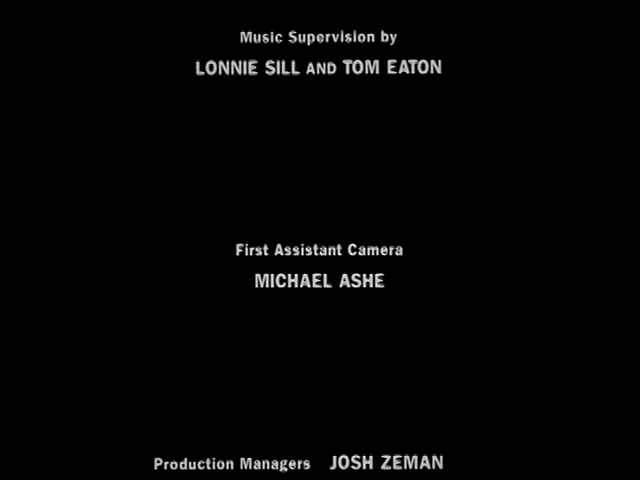 Music Supervision by
LONNIE SILL AND TOM EATON
First Assistant Camera
MICHAEL ASHE
Production Managers JOSH ZEMAN